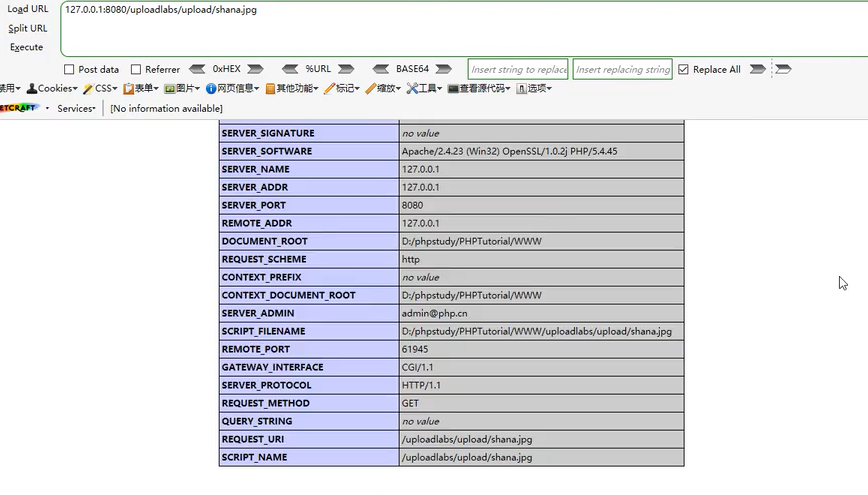 Load URL
127.0.0.1:8080/uploadlabs/upload/shana.jpg
Split URL
Execute
Post data Referrer 0xHEX %URL BASE64 Insert string to replace Insert replacing string Replace All
禁用 Cookies CSS 表单 图片 网页信息 其他功能 标记 缩放 工具 查看源代码 选项
ETCRAFT Services [No information available]
SERVER_SIGNATURE no value
SERVER_SOFTWARE Apache/2.4.23 (Win32) OpenSSL/1.0.2j PHP/5.4.45
SERVER_NAME 127.0.0.1
SERVER_ADDR 127.0.0.1
SERVER_PORT 8080
REMOTE_ADDR 127.0.0.1
DOCUMENT_ROOT D:/phpstudy/PHPTutorial/WWW
REQUEST_SCHEME http
CONTEXT_PREFIX no value
CONTEXT_DOCUMENT_ROOT D:/phpstudy/PHPTutorial/WWW
SERVER_ADMIN admin@php.cn
SCRIPT_FILENAME D:/phpstudy/PHPTutorial/WWW/uploadlabs/upload/shana.jpg
REMOTE_PORT 61945
GATEWAY_INTERFACE CGI/1.1
SERVER_PROTOCOL HTTP/1.1
REQUEST_METHOD GET
QUERY_STRING no value
REQUEST_URI /uploadlabs/upload/shana.jpg
SCRIPT_NAME /uploadlabs/upload/shana.jpg